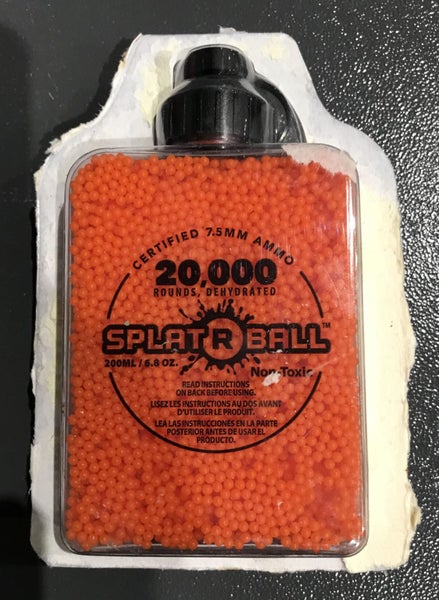 CERTIFIED 7.5MM AMMO
20,000
ROUNDS, DEHYDRATED
SPLAT R BALL™
200ML / 6.8 OZ.
Non-Toxic
READ INSTRUCTIONS
ON BACK BEFORE USING.
LISEZ LES INSTRUCTIONS AU DOS AVANT
D'UTILISER LE PRODUIT.
LEA LAS INSTRUCCIONES EN LA PARTE
POSTERIOR ANTES DE USAR EL
PRODUCTO.